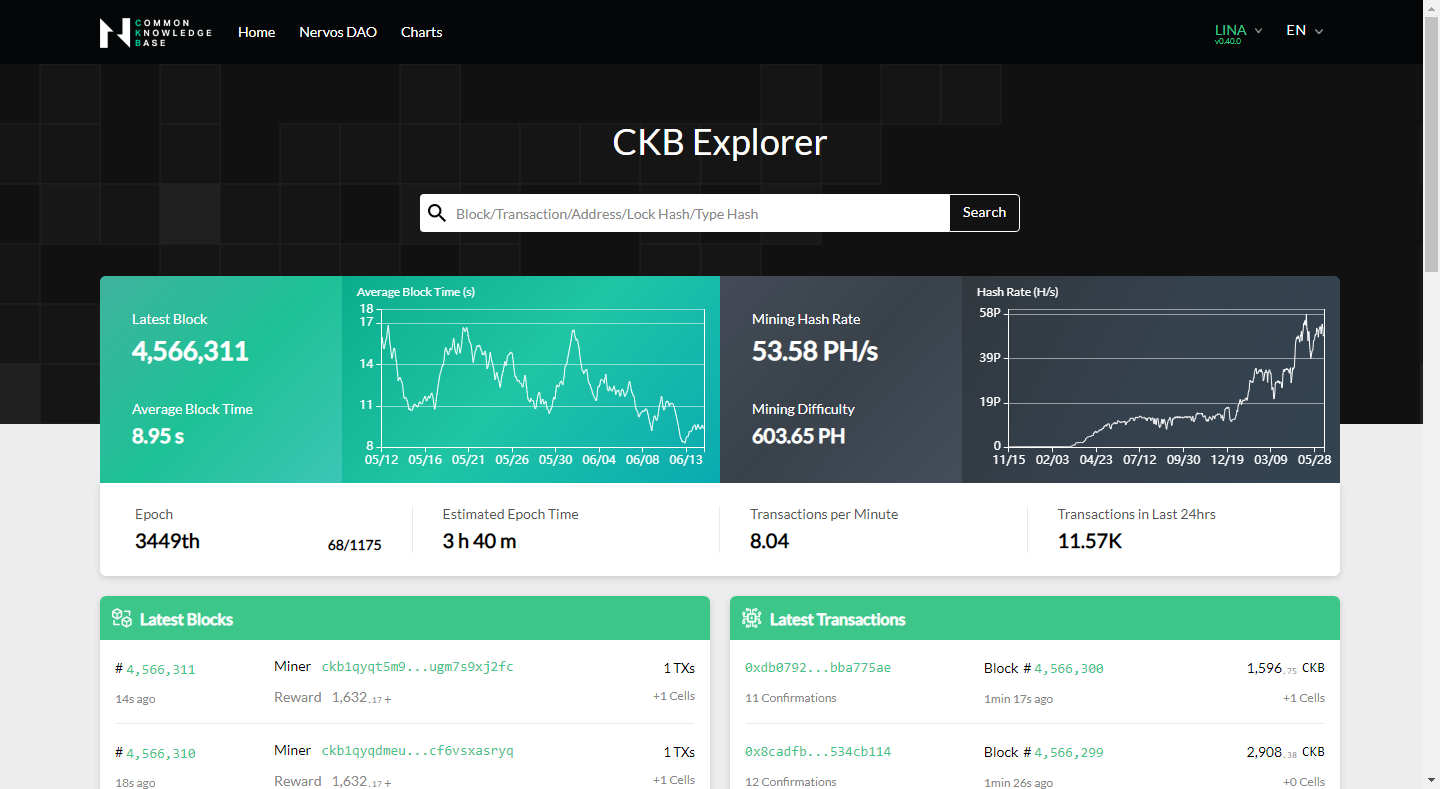 COMMON
KNOWLEDGE
BASE
Home
Nervos DAO
Charts
LINA
v0.40.0
EN
CKB Explorer
Block/Transaction/Address/Lock Hash/Type Hash
Search
Latest Block
4,566,311
Average Block Time
8.95 s
Average Block Time (s)
18
17
14
11
8
05/12 05/16 05/21 05/26 05/30 06/04 06/08 06/13
Mining Hash Rate
53.58 PH/s
Mining Difficulty
603.65 PH
Hash Rate (H/s)
58P
39P
19P
0
11/15 02/03 04/23 07/12 09/30 12/19 03/09 05/28
Epoch
3449th
68/1175
Estimated Epoch Time
3 h 40 m
Transactions per Minute
8.04
Transactions in Last 24hrs
11.57K
Latest Blocks
# 4,566,311
Miner ckb1qyqt5m9...ugm7s9xj2fc
1 TXs
14s ago
Reward 1,632.17 +
+1 Cells
# 4,566,310
Miner ckb1qyqdmeu...cf6vsxasryq
1 TXs
18s ago
Reward 1,632.17 +
+1 Cells
Latest Transactions
0xdb0792...bba775ae
Block # 4,566,300
1,596.75 CKB
11 Confirmations
1min 17s ago
+1 Cells
0x8cadfb...534cb114
Block # 4,566,299
2,908.38 CKB
12 Confirmations
1min 26s ago
+0 Cells